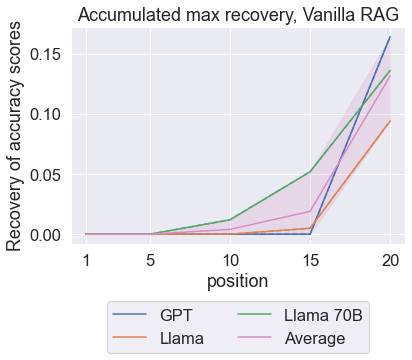 Accumulated max recovery, Vanilla RAG
Recovery of accuracy scores
0.15
0.10
0.05
0.00
1 5 10 15 20
position
GPT Llama 70B
Llama Average